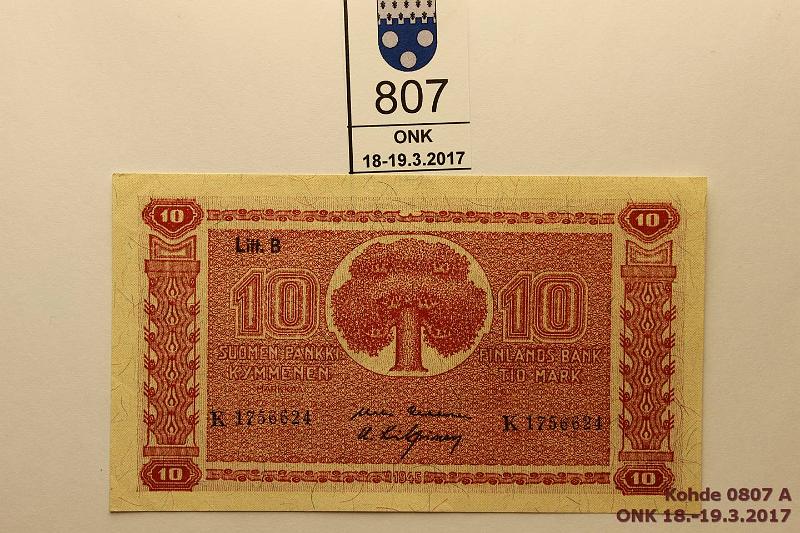 807
ONK
18-19.3.2017
10 10
Litt. B
10 10
SUOMEN PANKKI FINLANDS BANK
KYMMENEN TIO MARK
K 1756624 K 1756624
1945
10 10
Kohde 0807 A
ONK 18.-19.3.2017